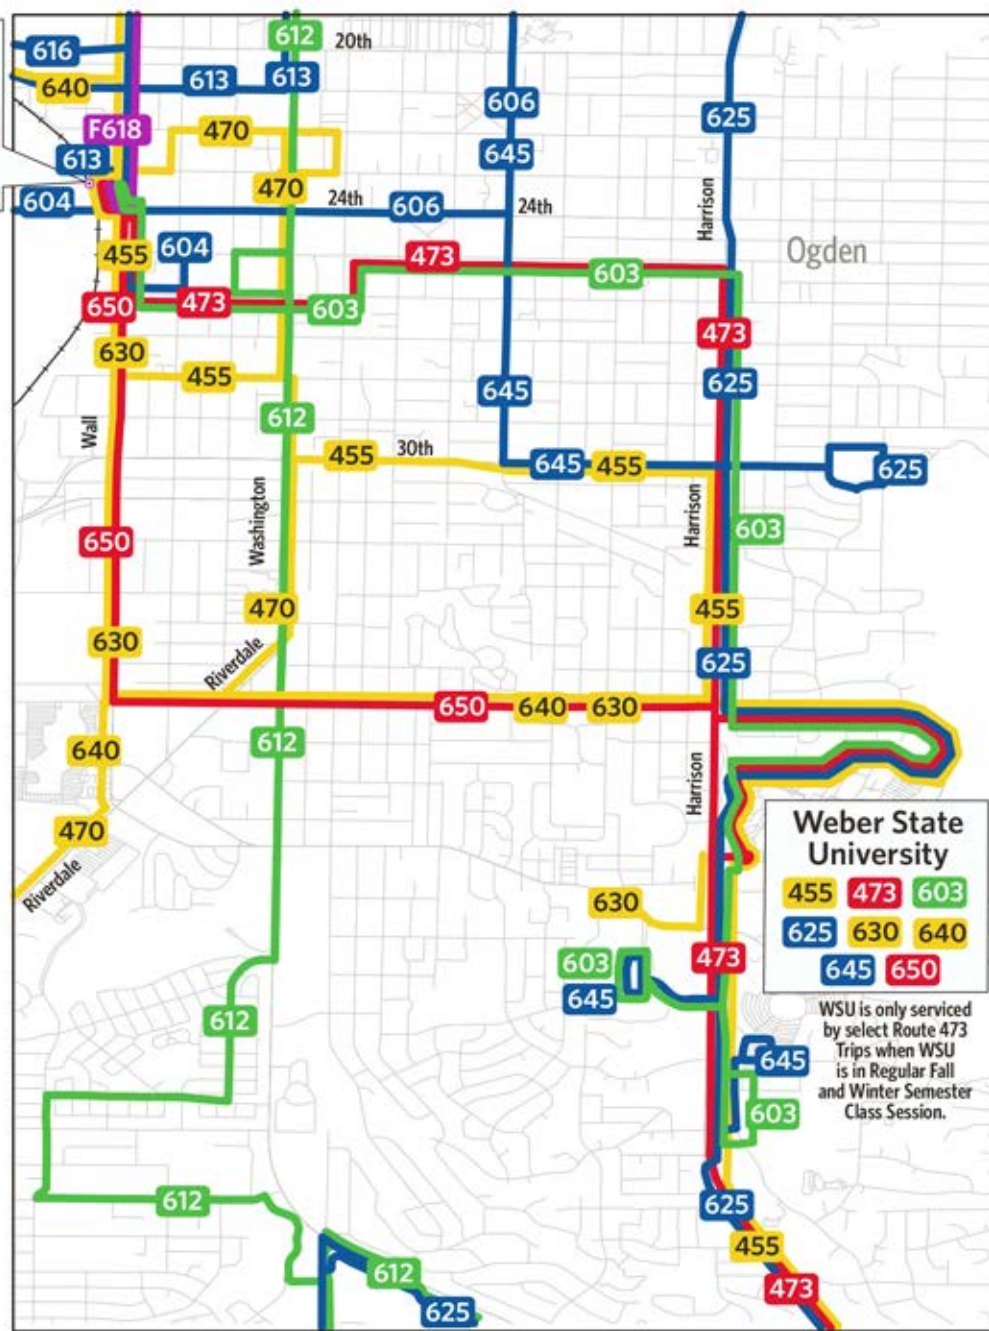 612
20th
616
640
613
613
606
625
F618
470
645
613
470
604
24th
606
24th
Harrison
455
604
473
Ogden
603
650
473
603
473
630
455
645
625
612
Wall
455
30th
645
455
625
Washington
Harrison
650
603
470
455
630
Riverdale
625
650
640
630
640
612
Harrison
470
Riverdale
Weber State
University
455 473 603
625 630 640
645 650
630
603
473
645
WSU is only serviced
by select Route 473
Trips when WSU
is in Regular Fall
and Winter Semester
Class Session.
612
645
603
612
625
455
612
473
625